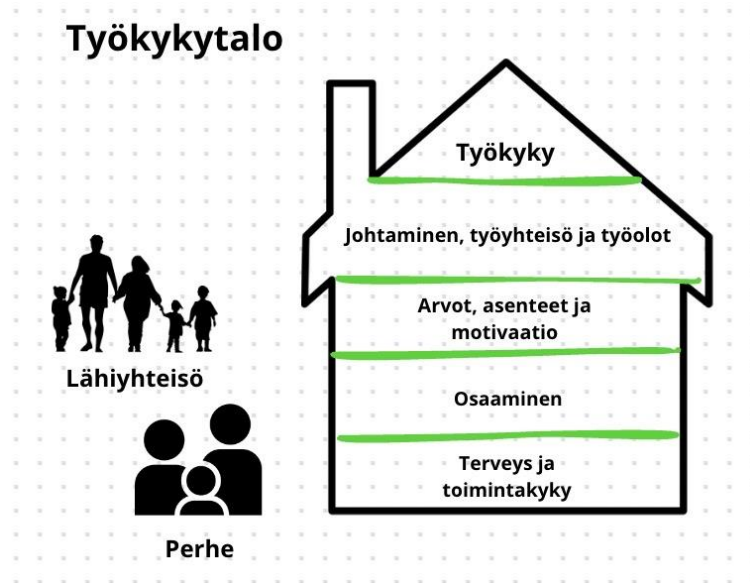 Työkykytalo
Työkyky
Johtaminen, työyhteisö ja työolot
Arvot, asenteet ja
motivaatio
Osaaminen
Terveys ja
toimintakyky
Lähiyhteisö
Perhe